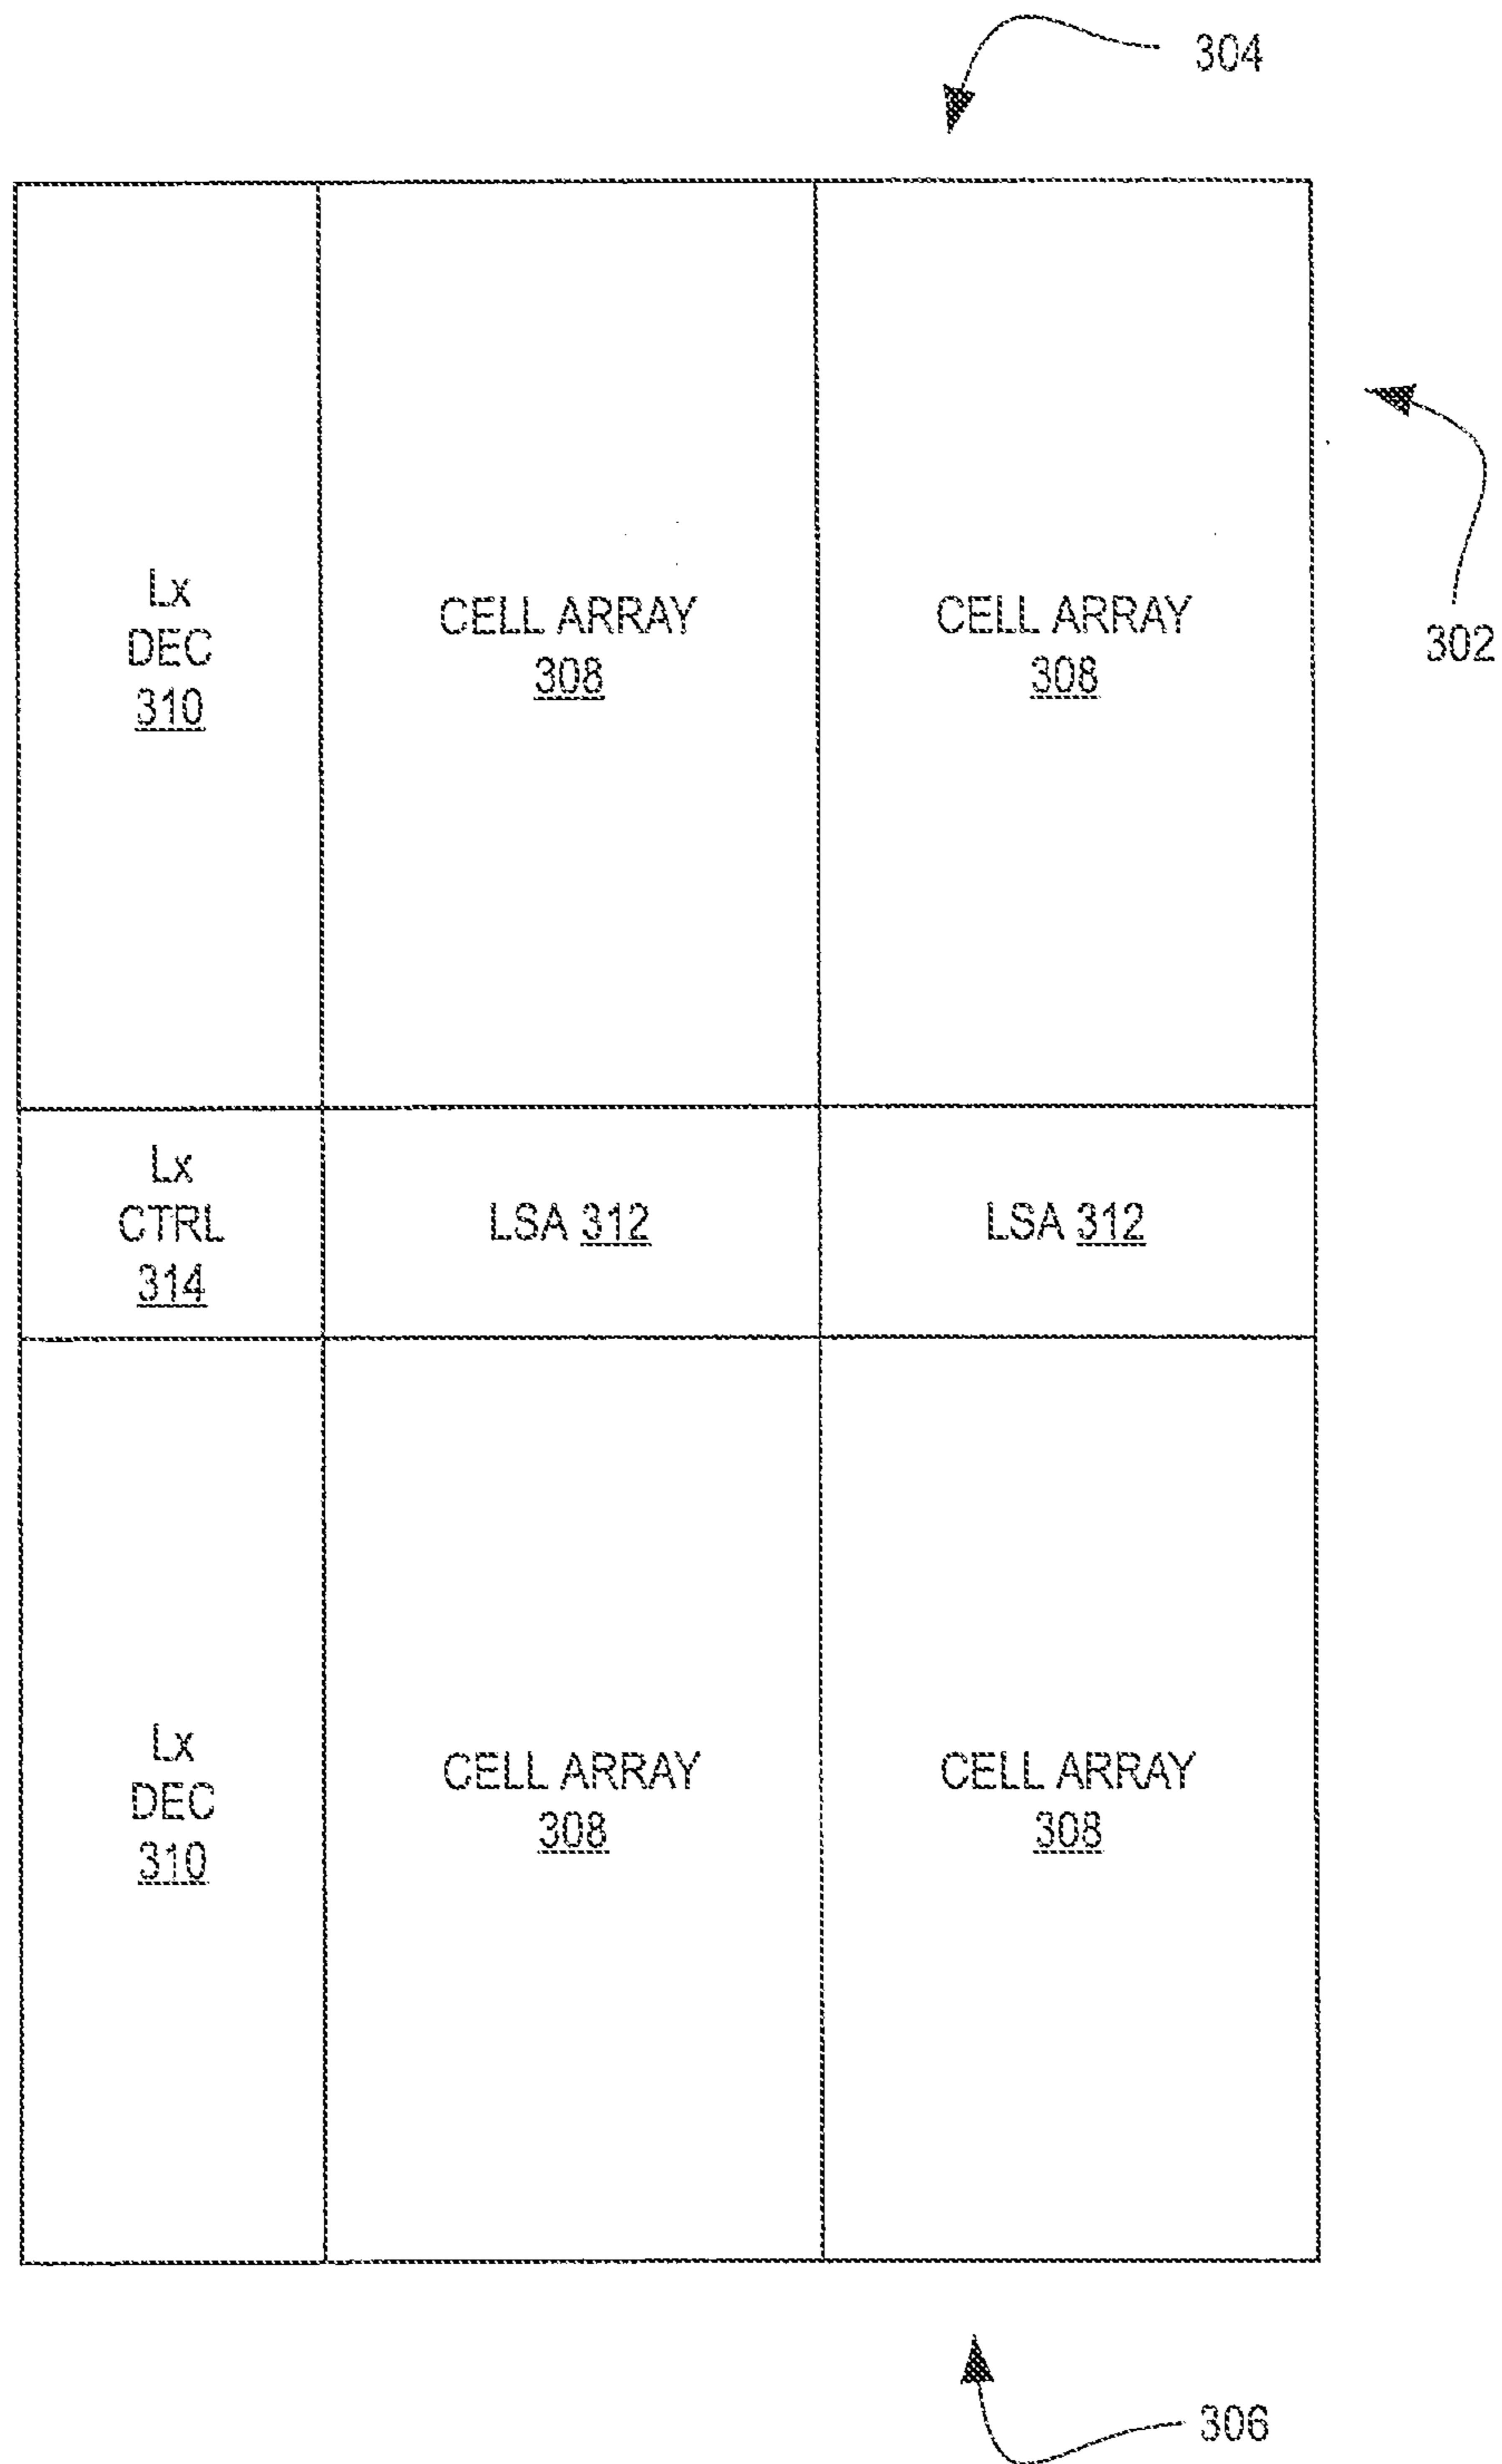 304
302
Lx
DEC
310
CELL ARRAY
308
CELL ARRAY
308
Lx
CTRL
314
LSA 312
LSA 312
Lx
DEC
310
CELL ARRAY
308
CELL ARRAY
308
306